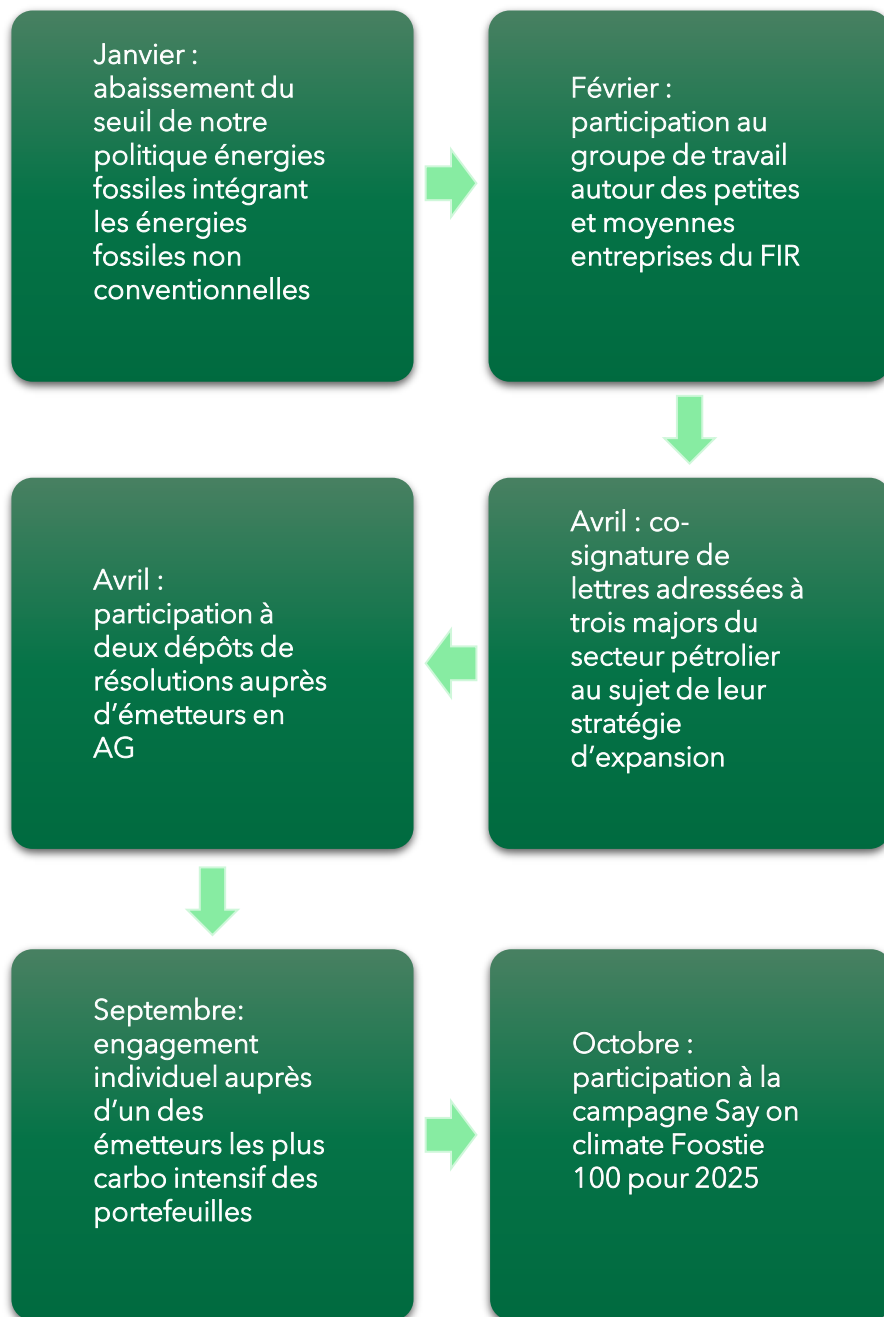 Janvier :
abaissement du
seuil de notre
politique énergies
fossiles intégrant
les énergies
fossiles non
conventionnelles
Février :
participation au
groupe de travail
autour des petites
et moyennes
entreprises du FIR
Avril : co-
signature de
lettres adressées à
trois majors du
secteur pétrolier
au sujet de leur
stratégie
d’expansion
Avril :
participation à
deux dépôts de
résolutions auprès
d’émetteurs en
AG
Septembre:
engagement
individuel auprès
d’un des
émetteurs les plus
carbo intensif des
portefeuilles
Octobre :
participation à la
campagne Say on
climate Foostie
100 pour 2025